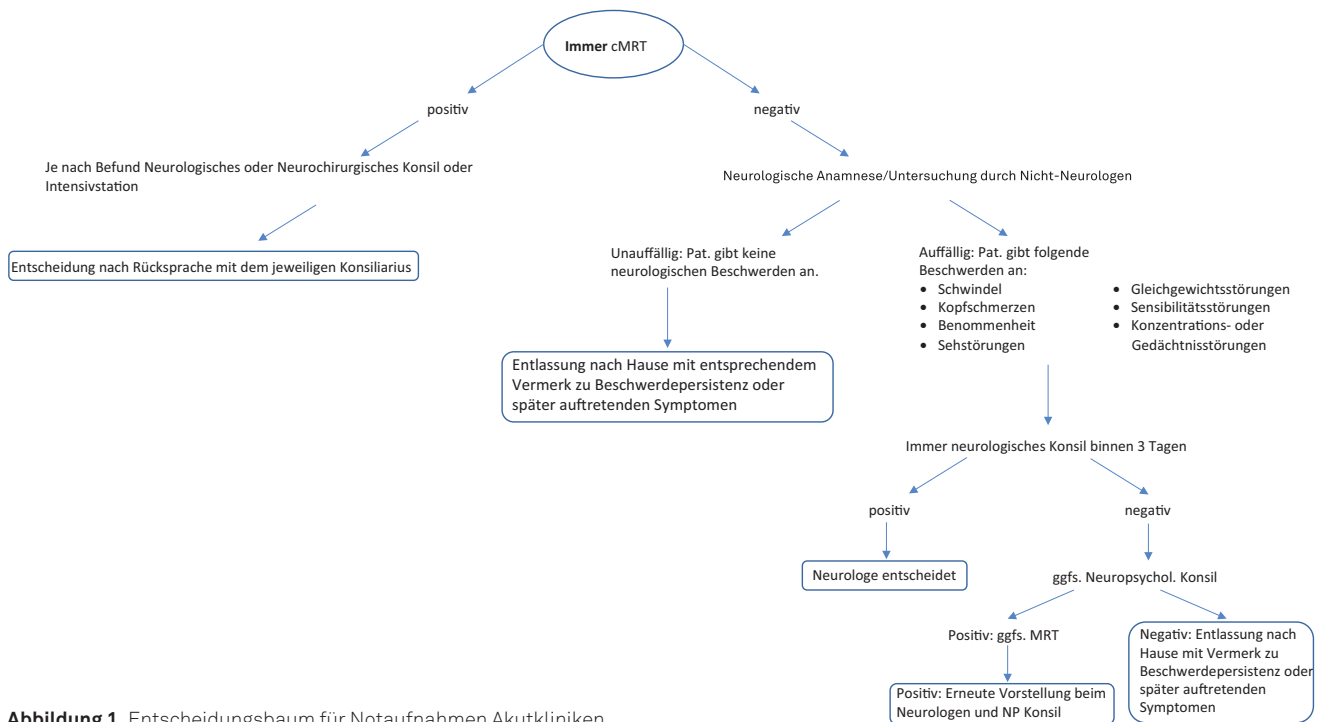 Immer cMRT
positiv
negativ
Je nach Befund Neurologisches oder Neurochirurgisches Konsil oder
Intensivstation
Neurologische Anamnese/Untersuchung durch Nicht-Neurologen
Entscheidung nach Rücksprache mit dem jeweiligen Konsiliarius
Unauffällig: Pat. gibt keine
neurologischen Beschwerden an.
Auffällig: Pat. gibt folgende
Beschwerden an:
• Schwindel
• Kopfschmerzen
• Benommenheit
• Sehstörungen
• Gleichgewichtsstörungen
• Sensibilitätsstörungen
• Konzentrations- oder
Gedächtnisstörungen
Entlassung nach Hause mit entsprechendem
Vermerk zu Beschwerdepersistenz oder
später auftretenden Symptomen
Immer neurologisches Konsil binnen 3 Tagen
positiv
negativ
Neurologe entscheidet
ggfs. Neuropsychol. Konsil
Positiv: ggfs. MRT
Negativ: Entlassung nach
Hause mit Vermerk zu
Beschwerdepersistenz oder
später auftretenden
Symptomen
Positiv: Erneute Vorstellung beim
Neurologen und NP Konsil
Abbildung 1. Entscheidungsbaum für Notaufnahmen Akutkliniken